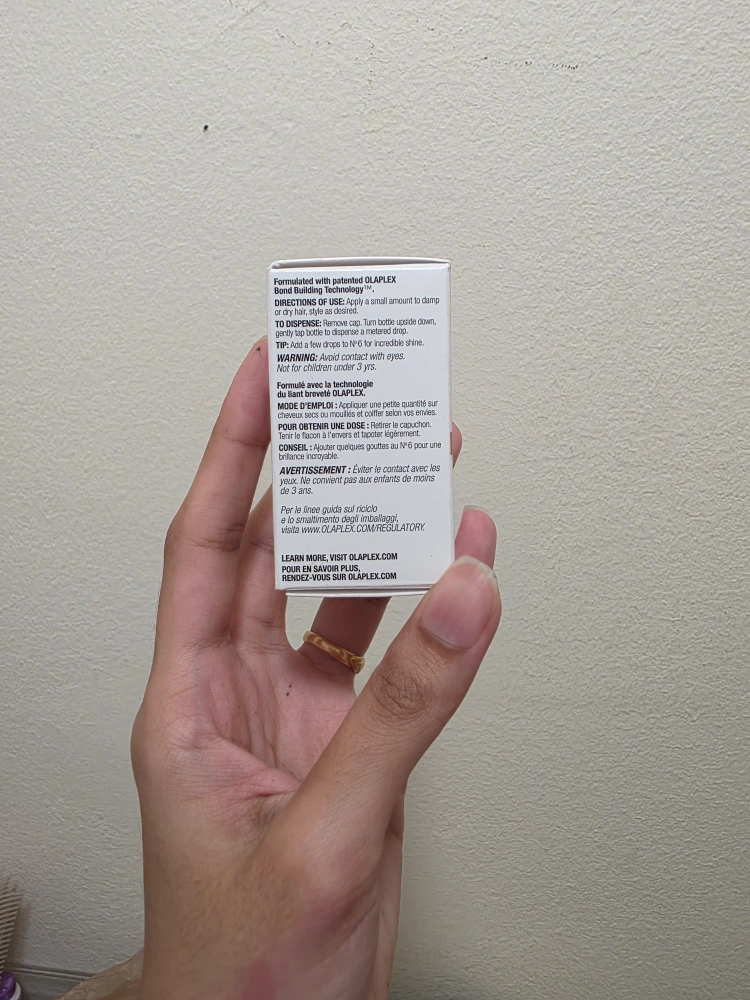 Formulated with patented OLAPLEX
Bond Building Technology™.
DIRECTIONS OF USE: Apply a small amount to damp
or dry hair, style as desired.
TO DISPENSE: Remove cap. Turn bottle upside down,
gently tap bottle to dispense a metered drop.
TIP: Add a few drops to Nº6 for incredible shine.
WARNING: Avoid contact with eyes.
Not for children under 3 yrs.
Formulé avec la technologie
du liant breveté OLAPLEX.
MODE D'EMPLOI : Appliquer une petite quantité sur
cheveux secs ou mouillés et coiffer selon vos envies.
POUR OBTENIR UNE DOSE : Retirer le capuchon.
Tenir le flacon à l'envers et tapoter légèrement.
CONSEIL : Ajouter quelques gouttes au Nº6 pour une
brillance incroyable.
AVERTISSEMENT : Éviter le contact avec les
yeux. Ne convient pas aux enfants de moins
de 3 ans.
Per le linee guida sul riciclo
e lo smaltimento degli imballaggi,
visita www.OLAPLEX.COM/REGULATORY.
LEARN MORE, VISIT OLAPLEX.COM
POUR EN SAVOIR PLUS,
RENDEZ-VOUS SUR OLAPLEX.COM